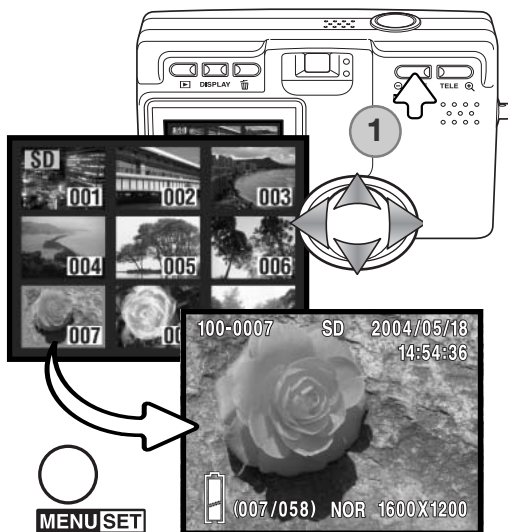 DISPLAY
TELE
1
SD
001 002 003
004 005 006
007
100-0007 SD 2004/05/18
14:54:36
(007/058) NOR 1600X1200
MENU SET